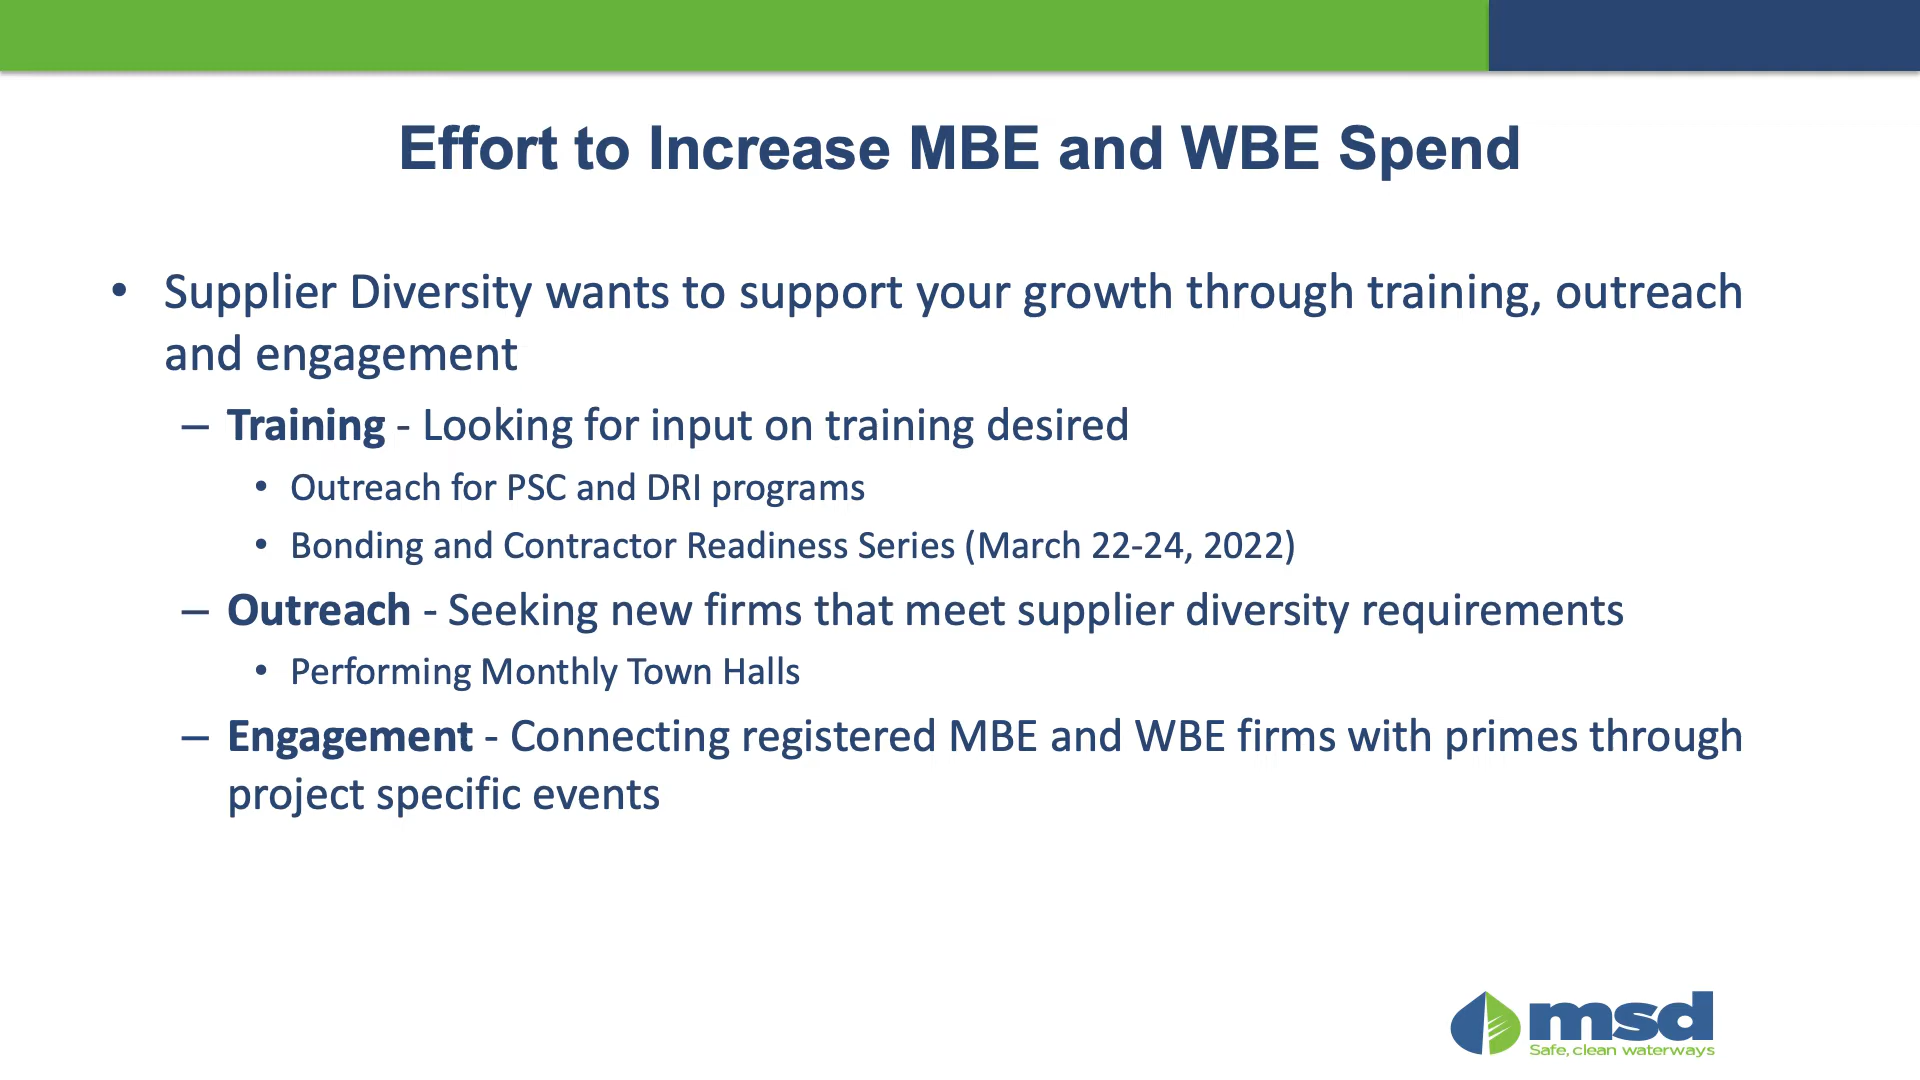 Effort to Increase MBE and WBE Spend
• Supplier Diversity wants to support your growth through training, outreach
and engagement
– Training - Looking for input on training desired
• Outreach for PSC and DRI programs
• Bonding and Contractor Readiness Series (March 22-24, 2022)
– Outreach - Seeking new firms that meet supplier diversity requirements
• Performing Monthly Town Halls
– Engagement - Connecting registered MBE and WBE firms with primes through
project specific events
msd
Safe, clean waterways